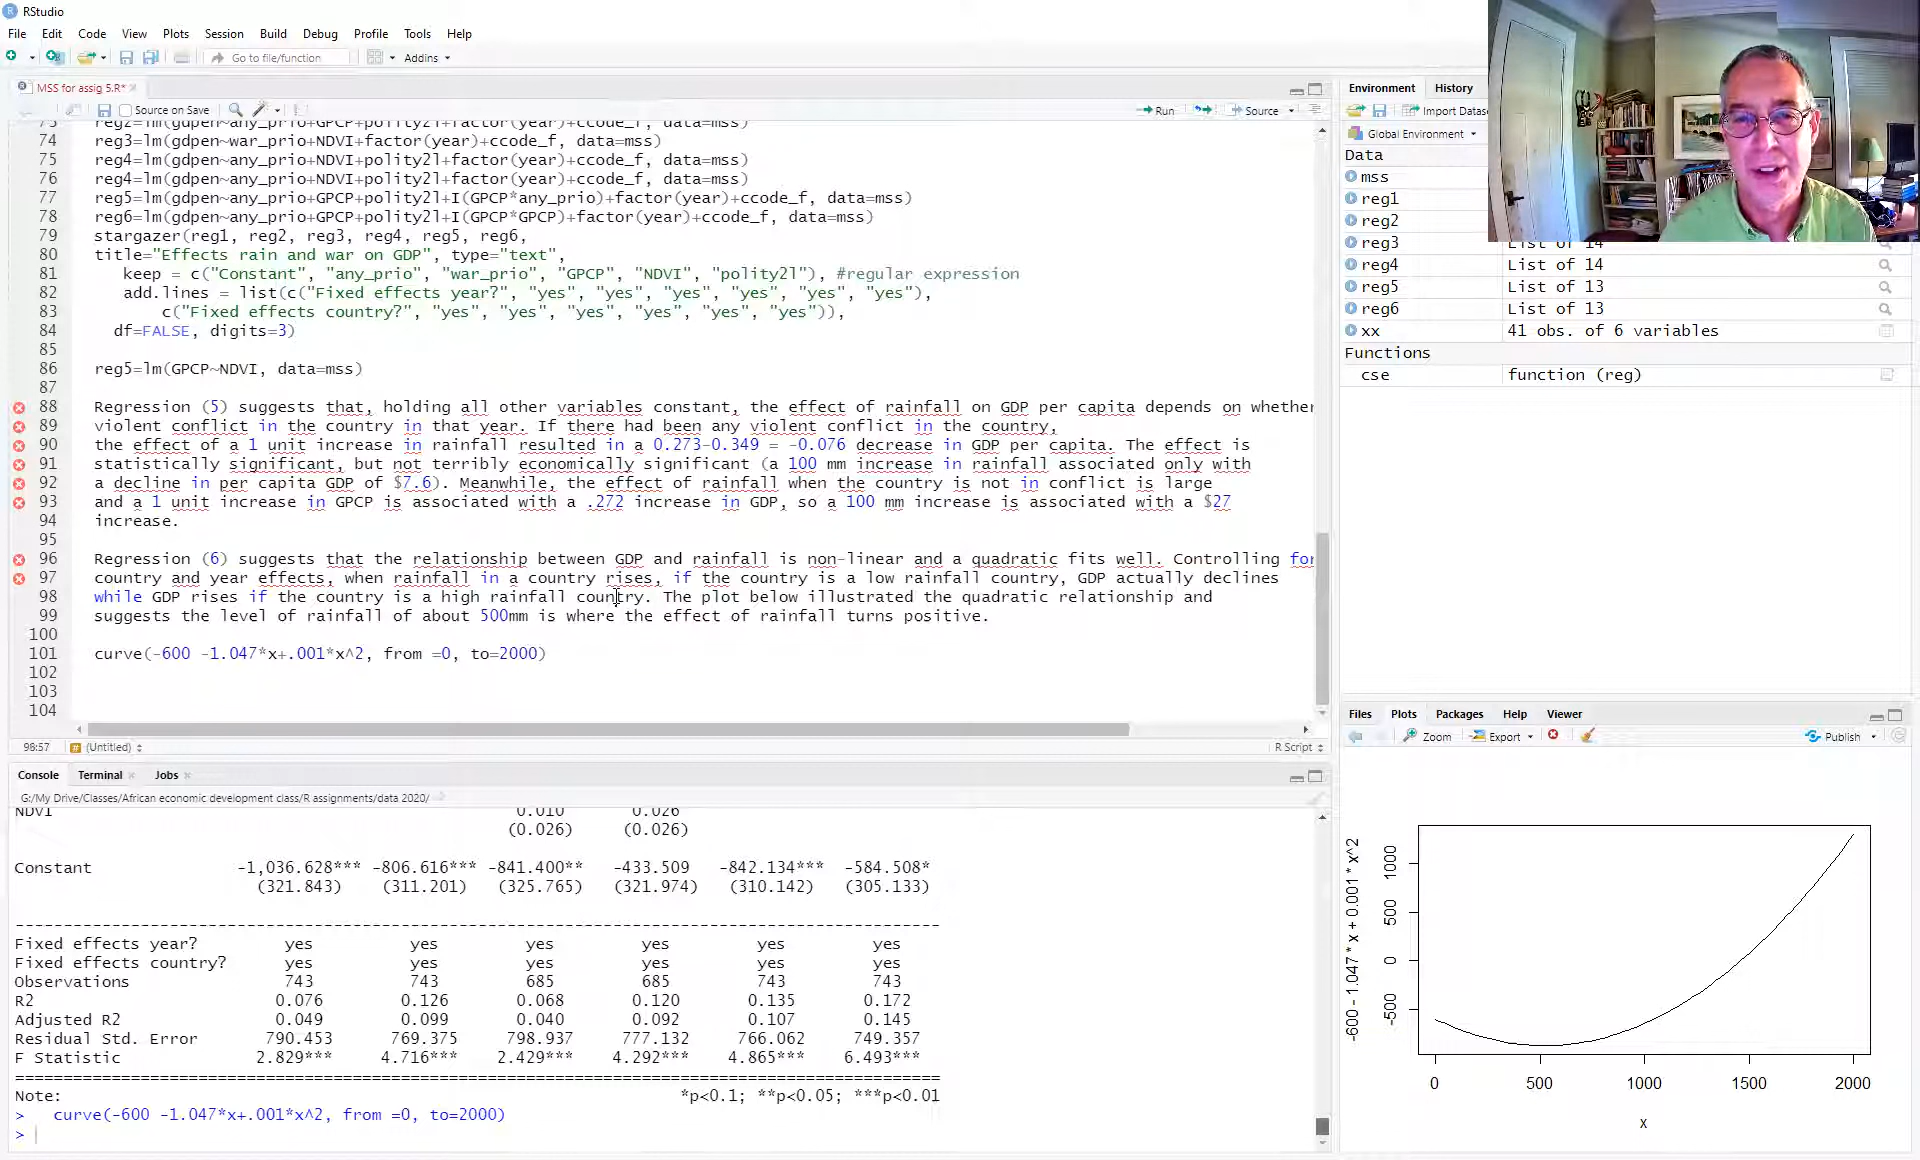 RStudio
File Edit Code View Plots Session Build Debug Profile Tools Help
Go to file/function Addins
MSS for assig 5.R*
Source on Save Run Source
73 reg2=lm(gdpen~any_prio+GPCP+polity2l+factor(year)+ccode_f, data=mss)
74 reg3=lm(gdpen~war_prio+NDVI+factor(year)+ccode_f, data=mss)
75 reg4=lm(gdpen~any_prio+NDVI+polity2l+factor(year)+ccode_f, data=mss)
76 reg4=lm(gdpen~any_prio+NDVI+polity2l+factor(year)+ccode_f, data=mss)
77 reg5=lm(gdpen~any_prio+GPCP+polity2l+I(GPCP*any_prio)+factor(year)+ccode_f, data=mss)
78 reg6=lm(gdpen~any_prio+GPCP+polity2l+I(GPCP*GPCP)+factor(year)+ccode_f, data=mss)
79 stargazer(reg1, reg2, reg3, reg4, reg5, reg6,
80 title="Effects rain and war on GDP", type="text",
81 keep = c("Constant", "any_prio", "war_prio", "GPCP", "NDVI", "polity2l"), #regular expression
82 add.lines = list(c("Fixed effects year?", "yes", "yes", "yes", "yes", "yes", "yes"),
83 c("Fixed effects country?", "yes", "yes", "yes", "yes", "yes", "yes")),
84 df=FALSE, digits=3)
85
86 reg5=lm(GPCP~NDVI, data=mss)
87
88 Regression (5) suggests that, holding all other variables constant, the effect of rainfall on GDP per capita depends on whether
89 violent conflict in the country in that year. If there had been any violent conflict in the country,
90 the effect of a 1 unit increase in rainfall resulted in a 0.273-0.349 = -0.076 decrease in GDP per capita. The effect is
91 statistically significant, but not terribly economically significant (a 100 mm increase in rainfall associated only with
92 a decline in per capita GDP of $7.6). Meanwhile, the effect of rainfall when the country is not in conflict is large
93 and a 1 unit increase in GPCP is associated with a .272 increase in GDP, so a 100 mm increase is associated with a $27
94 increase.
95
96 Regression (6) suggests that the relationship between GDP and rainfall is non-linear and a quadratic fits well. Controlling for
97 country and year effects, when rainfall in a country rises, if the country is a low rainfall country, GDP actually declines
98 while GDP rises if the country is a high rainfall country. The plot below illustrated the quadratic relationship and
99 suggests the level of rainfall of about 500mm is where the effect of rainfall turns positive.
100
101 curve(-600 -1.047*x+.001*x^2, from =0, to=2000)
102
103
104
98:57 (Untitled) R Script
Console Terminal Jobs
G:/My Drive/Classes/African economic development class/R assignments/data 2020/
NDVI 0.010 0.026
(0.026) (0.026)
Constant -1,036.628*** -806.616*** -841.400** -433.509 -842.134*** -584.508*
(321.843) (311.201) (325.765) (321.974) (310.142) (305.133)
Fixed effects year? yes yes yes yes yes yes
Fixed effects country? yes yes yes yes yes yes
Observations 743 743 685 685 743 743
R2 0.076 0.126 0.068 0.120 0.135 0.172
Adjusted R2 0.049 0.099 0.040 0.092 0.107 0.145
Residual Std. Error 790.453 769.375 798.937 777.132 766.062 749.357
F Statistic 2.829*** 4.716*** 2.429*** 4.292*** 4.865*** 6.493***
Note: *p<0.1; **p<0.05; ***p<0.01
> curve(-600 -1.047*x+.001*x^2, from =0, to=2000)
>
Environment History
Import Datase
Global Environment
Data
mss
reg1
reg2
reg3 List of 14
reg4 List of 14
reg5 List of 13
reg6 List of 13
xx 41 obs. of 6 variables
Functions
cse function (reg)
Files Plots Packages Help Viewer
Zoom Export Publish
-600 - 1.047 * x + 0.001 * x^2
1000
500
0
-500
0 500 1000 1500 2000
x